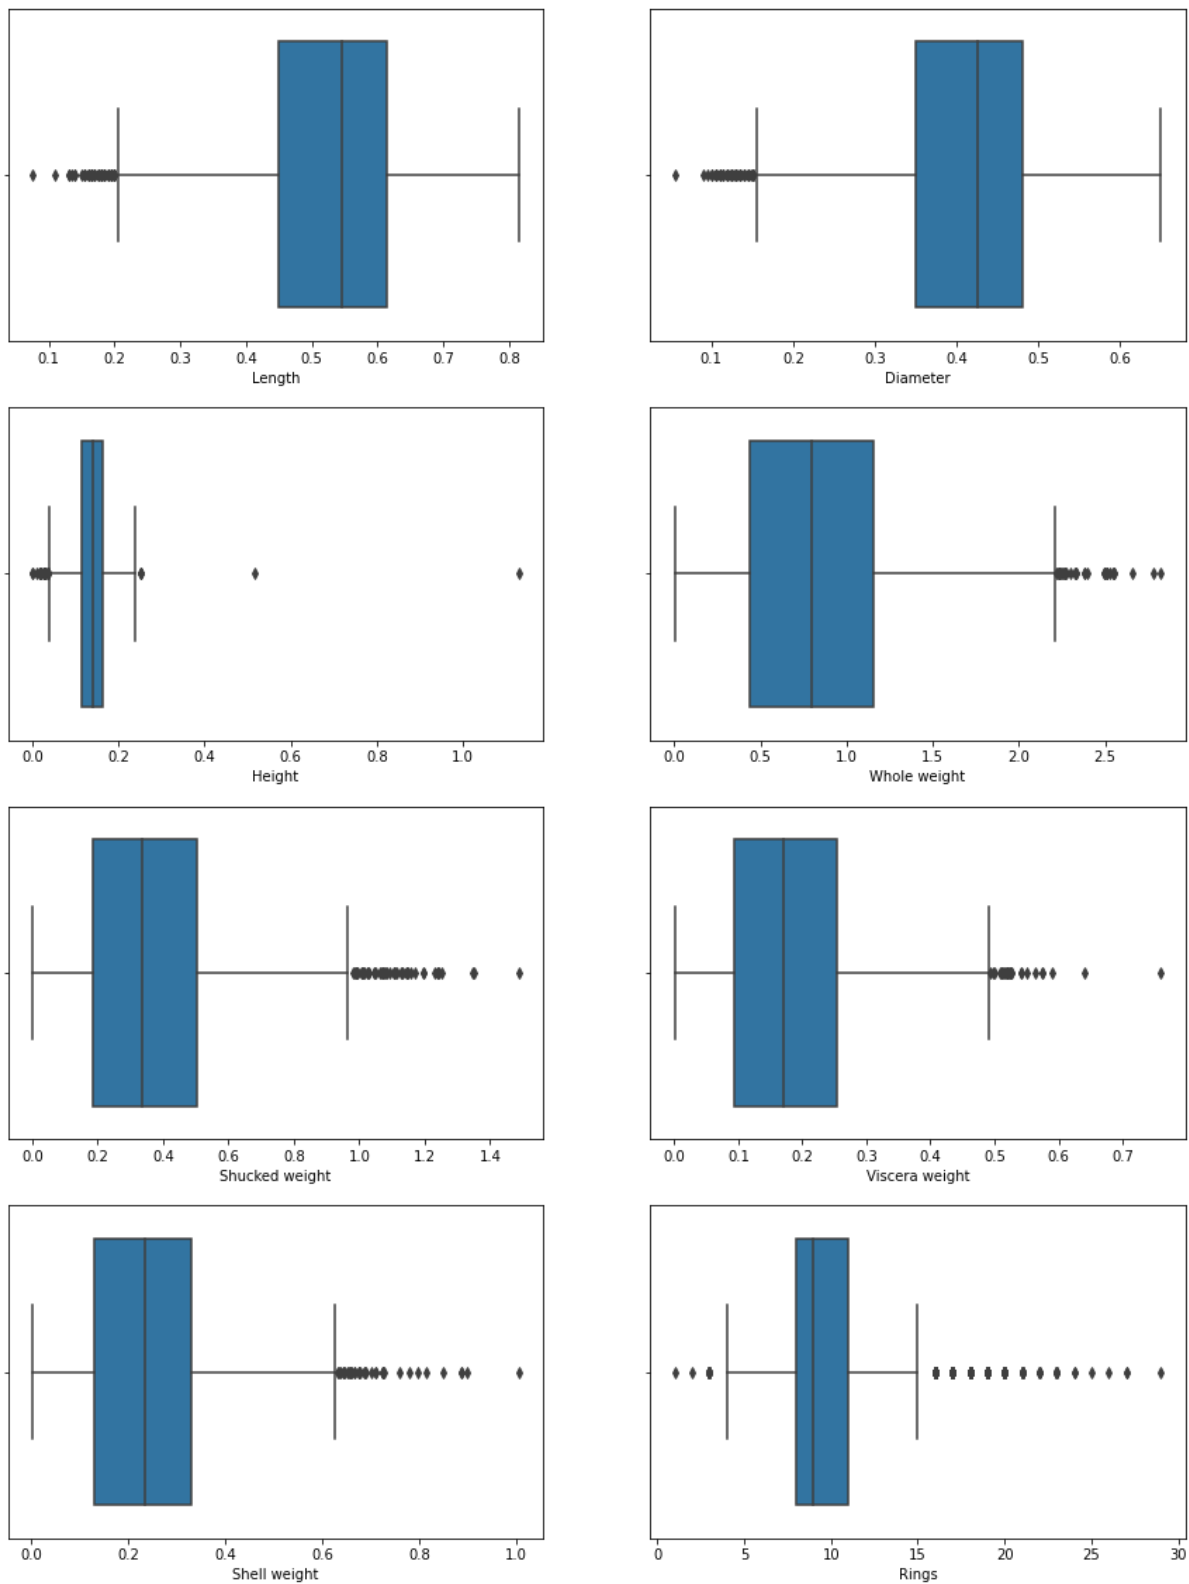 0.1 0.2 0.3 0.4 0.5 0.6 0.7 0.8
Length
0.1 0.2 0.3 0.4 0.5 0.6
Diameter
0.0 0.2 0.4 0.6 0.8 1.0
Height
0.0 0.5 1.0 1.5 2.0 2.5
Whole weight
0.0 0.2 0.4 0.6 0.8 1.0 1.2 1.4
Shucked weight
0.0 0.1 0.2 0.3 0.4 0.5 0.6 0.7
Viscera weight
0.0 0.2 0.4 0.6 0.8 1.0
Shell weight
0 5 10 15 20 25 30
Rings